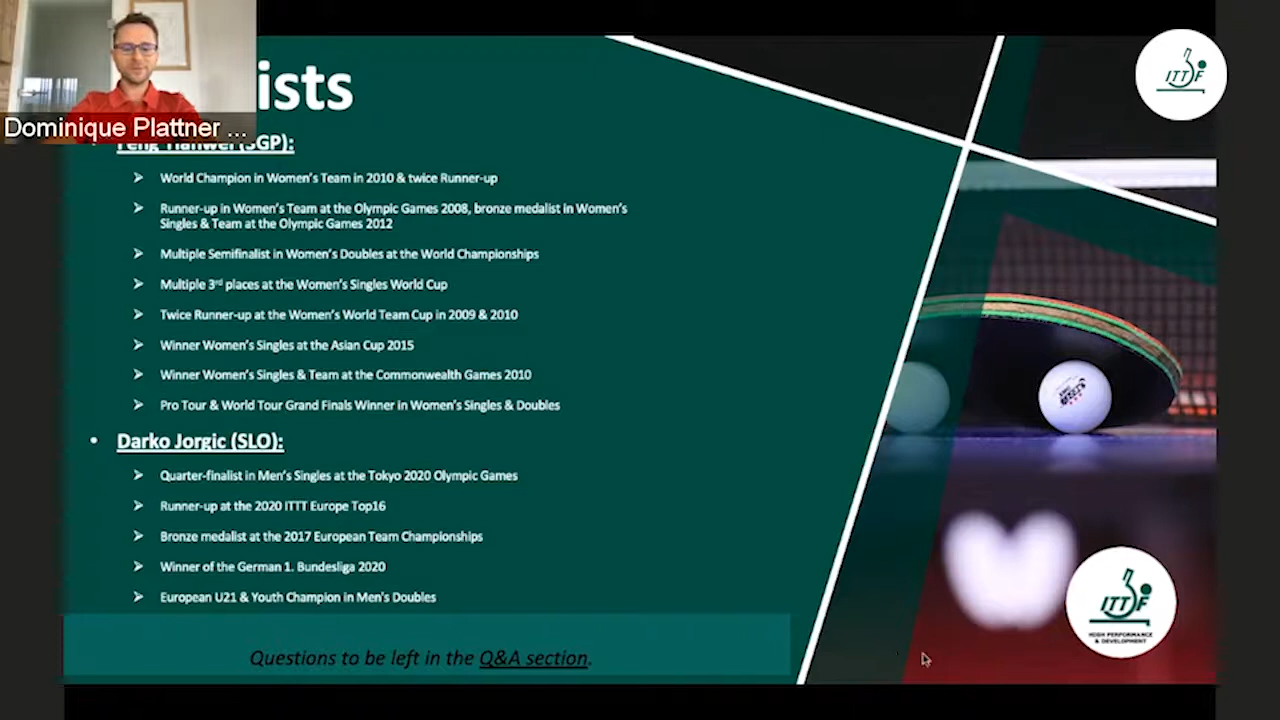 ists
Dominique Plattner ...
Feng Tianwei (SGP):
World Champion in Women's Team in 2010 & twice Runner-up
Runner-up in Women's Team at the Olympic Games 2008, bronze medalist in Women's
Singles & Team at the Olympic Games 2012
Multiple Semifinalist in Women's Doubles at the World Championships
Multiple 3rd places at the Women's Singles World Cup
Twice Runner-up at the Women's World Team Cup in 2009 & 2010
Winner Women's Singles at the Asian Cup 2015
Winner Women's Singles & Team at the Commonwealth Games 2010
Pro Tour & World Tour Grand Finals Winner in Women's Singles & Doubles
• Darko Jorgic (SLO):
Quarter-finalist in Men's Singles at the Tokyo 2020 Olympic Games
Runner-up at the 2020 ITTT Europe Top16
Bronze medalist at the 2017 European Team Championships
Winner of the German 1. Bundesliga 2020
European U21 & Youth Champion in Men's Doubles
Questions to be left in the Q&A section.
ITTF
ITTF
HIGH PERFORMANCE
& DEVELOPMENT